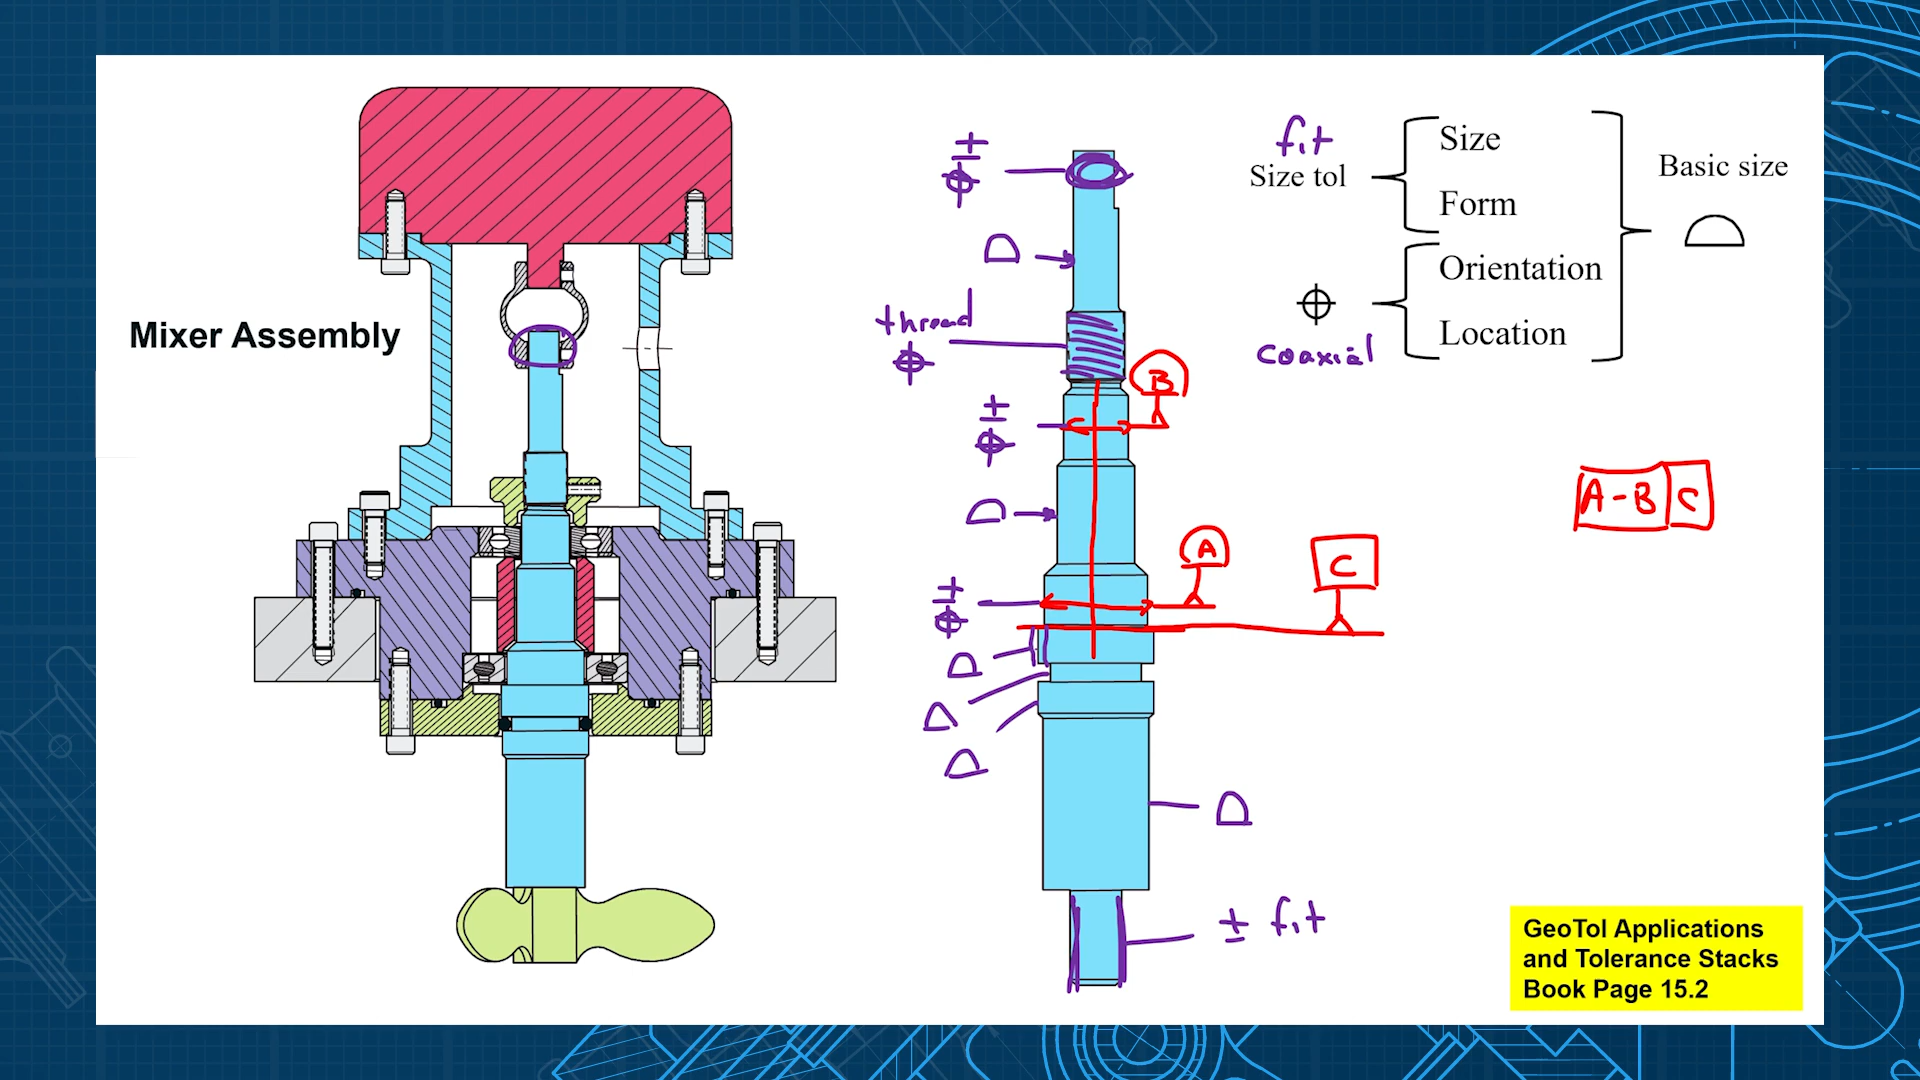 Mixer Assembly
±
⌖
D
thread
⌖
±
⌖
D
±
⌖
D
D
D
D
± fit
B
A
C
fit
Size tol
Size
Form
Orientation
Location
⌖
coaxial
Basic size
⌓
A-B C
GeoTol Applications
and Tolerance Stacks
Book Page 15.2